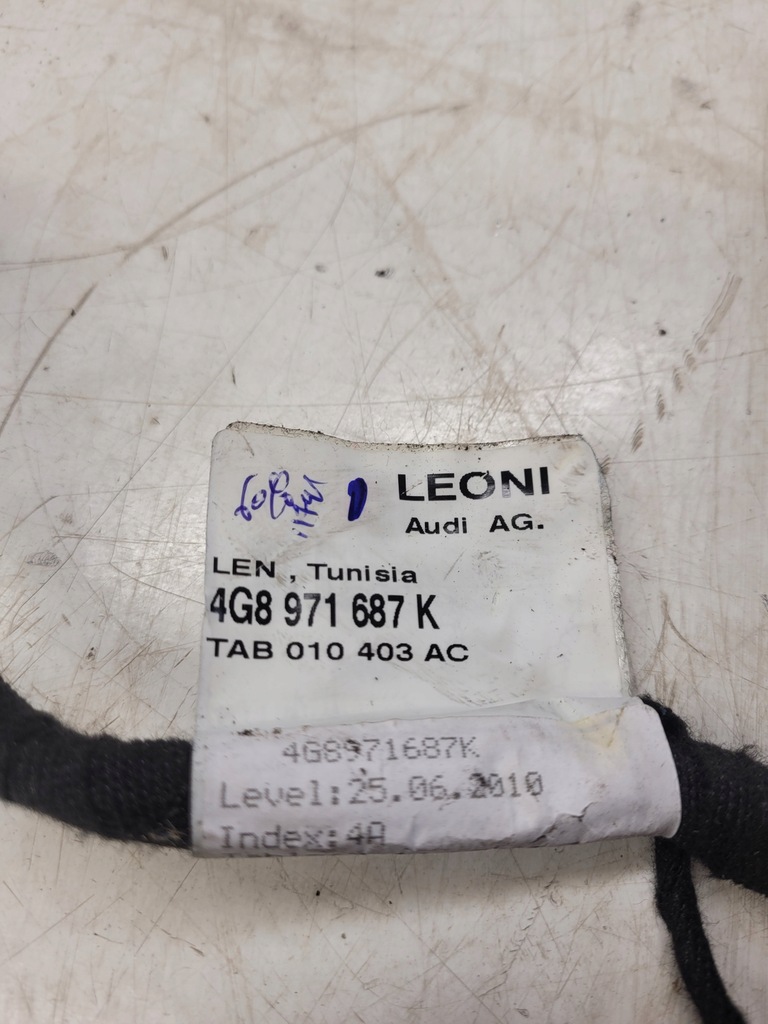 LEONI
Audi AG.
LEN , Tunisia
4G8 971 687 K
TAB 010 403 AC
4G8971687K
Level:25.06.2010
Index:4A